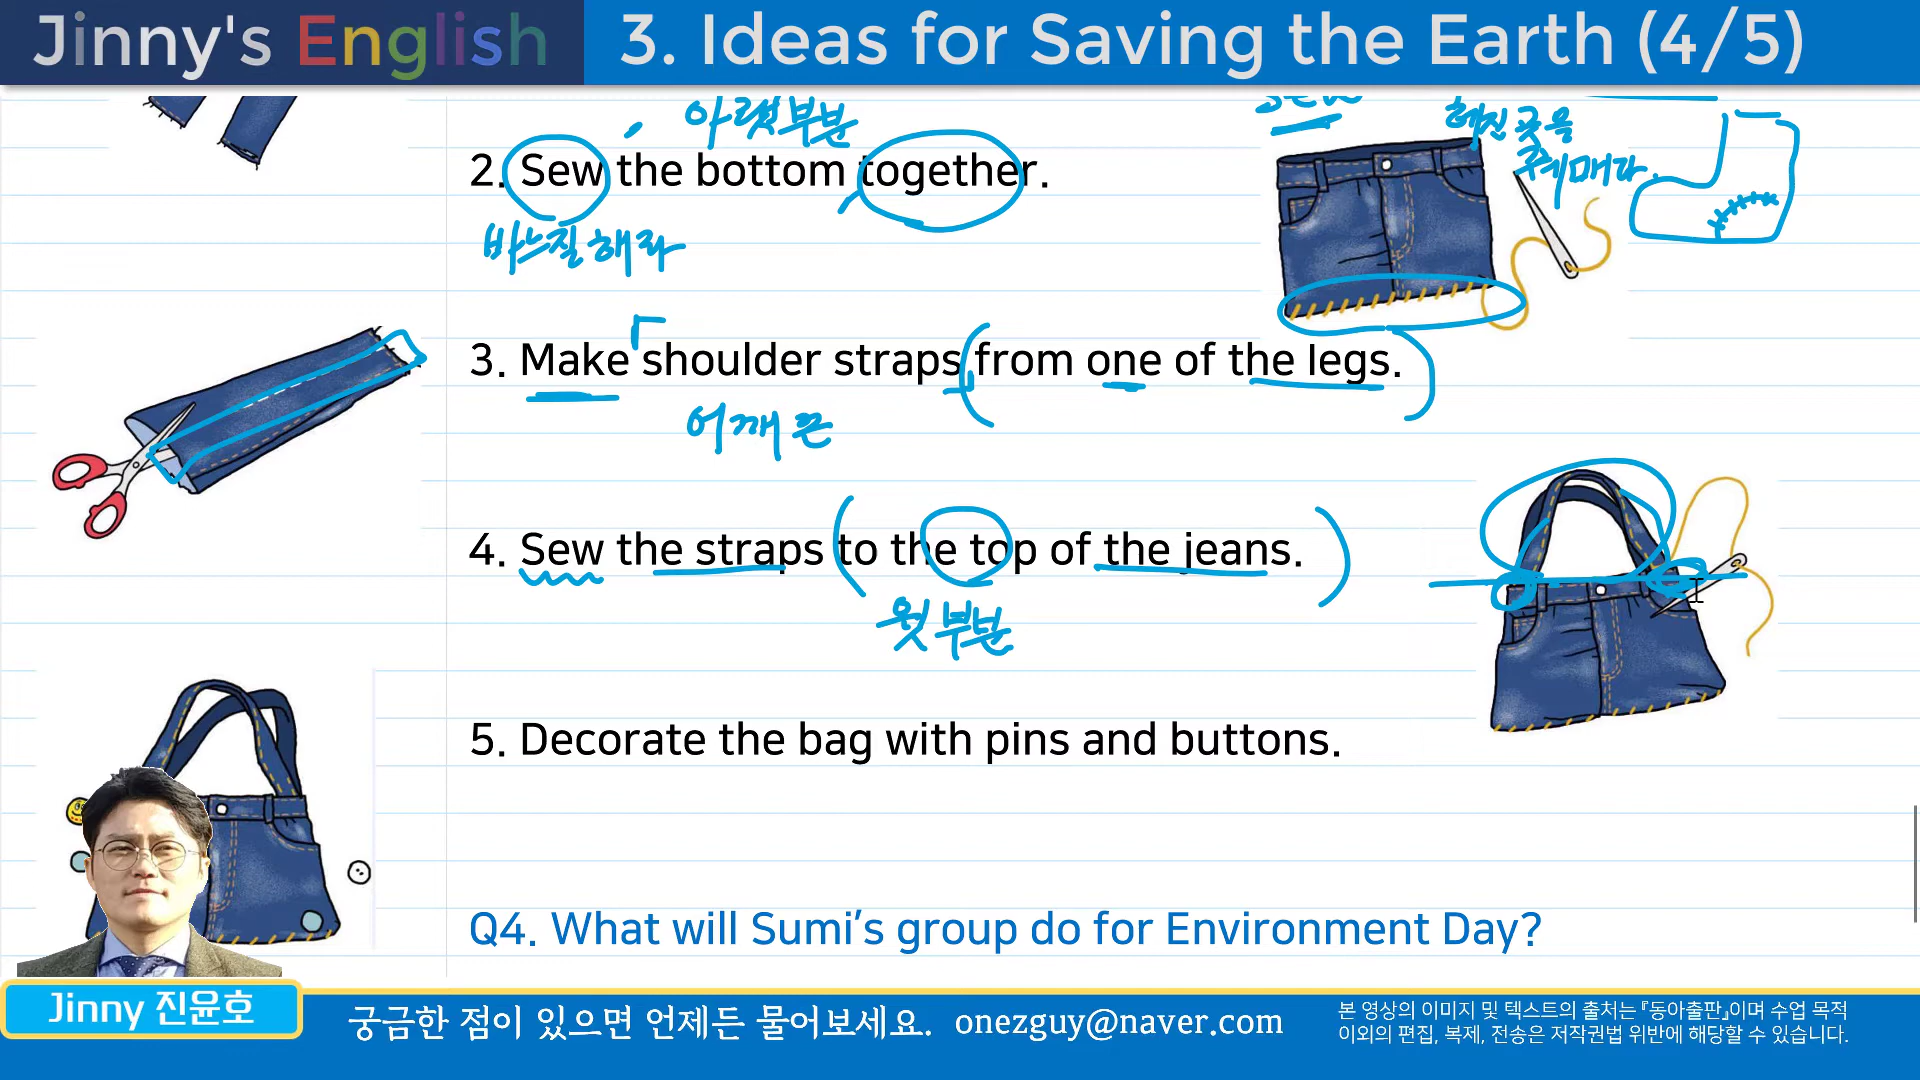 Jinny's English
3. Ideas for Saving the Earth (4/5)
아랫부분
헤진 곳을
꿰매다.
2. Sew the bottom together.
바느질해라
3. Make shoulder straps from one of the legs.
어깨 끈
4. Sew the straps to the top of the jeans.
윗부분
5. Decorate the bag with pins and buttons.
Q4. What will Sumi's group do for Environment Day?
Jinny 진윤호
궁금한 점이 있으면 언제든 물어보세요. onezguy@naver.com
본 영상의 이미지 및 텍스트의 출처는 『동아출판』이며 수업 목적
이외의 편집, 복제, 전송은 저작권법 위반에 해당할 수 있습니다.